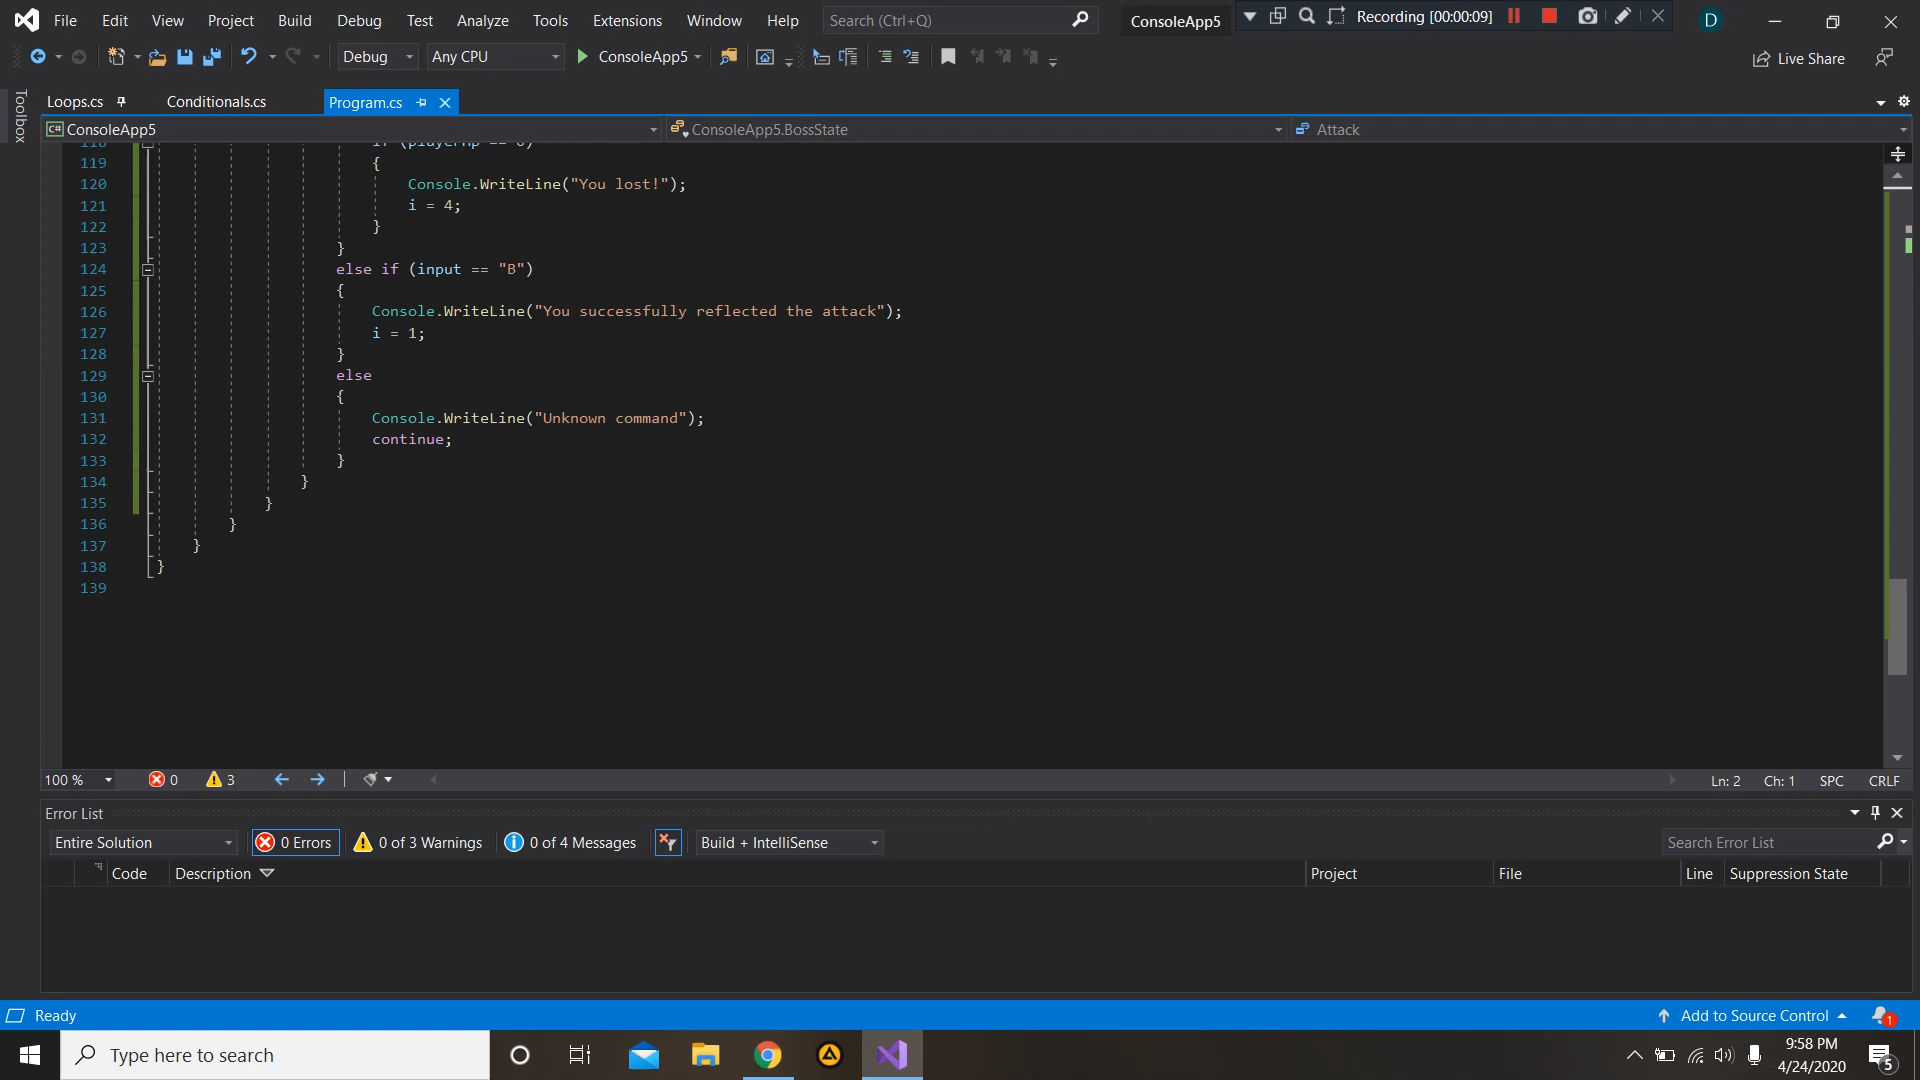 File Edit View Project Build Debug Test Analyze Tools Extensions Window Help Search (Ctrl+Q) ConsoleApp5 Recording [00:00:09] D
Debug Any CPU ConsoleApp5 Live Share
Toolbox
Loops.cs Conditionals.cs Program.cs
C# ConsoleApp5 ConsoleApp5.BossState Attack
118 if (playerHp == 0)
119 {
120 Console.WriteLine("You lost!");
121 i = 4;
122 }
123 }
124 else if (input == "B")
125 {
126 Console.WriteLine("You successfully reflected the attack");
127 i = 1;
128 }
129 else
130 {
131 Console.WriteLine("Unknown command");
132 continue;
133 }
134 }
135 }
136 }
137 }
138 }
139
100 % 0 3 Ln: 2 Ch: 1 SPC CRLF
Error List
Entire Solution 0 Errors 0 of 3 Warnings 0 of 4 Messages Build + IntelliSense Search Error List
Code Description Project File Line Suppression State
Ready Add to Source Control 1
Type here to search 9:58 PM
4/24/2020 5